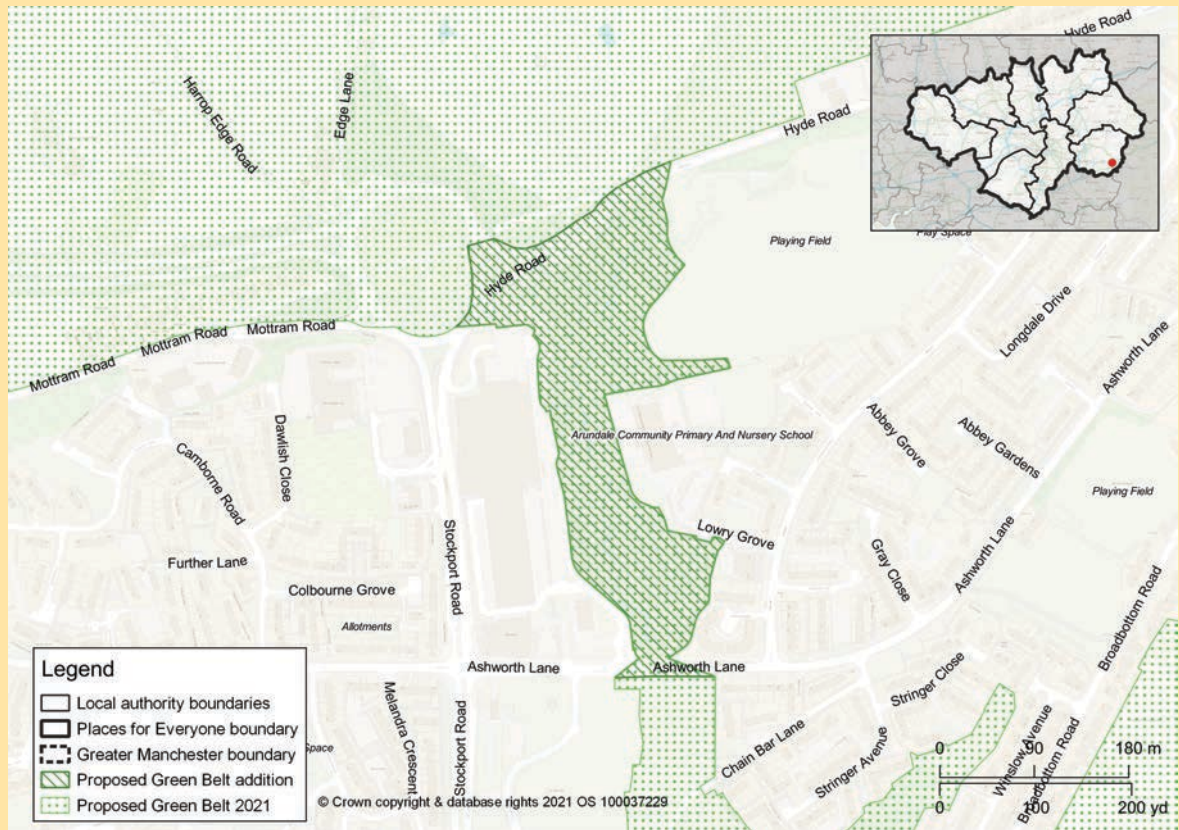 Hyde Road
Harrop Edge Road
Edge Lane
Hyde Road
Play Space
Playing Field
Hyde Road
Longdale Drive
Mottram Road
Mottram Road
Mottram Road
Ashworth Lane
Dawlish Close
Camborne Road
Arundale Community Primary And Nursery School
Abbey Grove
Abbey Gardens
Playing Field
Stockport Road
Lowry Grove
Gray Close
Ashworth Lane
Further Lane
Colbourne Grove
Allotments
Broadbottom Road
Ashworth Lane
Ashworth Lane
Stringer Close
Melandra Crescent
Stockport Road
Chain Bar Lane
Stringer Avenue
Winslow Avenue
Broadbottom Road
Space
Legend
Local authority boundaries
Places for Everyone boundary
Greater Manchester boundary
Proposed Green Belt addition
Proposed Green Belt 2021
© Crown copyright & database rights 2021 OS 100037229
0 90 180 m
0 100 200 yd